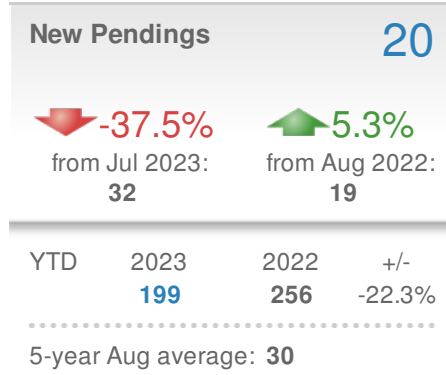 New Pendings 20
-37.5% 5.3%
from Jul 2023: from Aug 2022:
32 19
YTD 2023 2022 +/-
199 256 -22.3%
5-year Aug average: 30